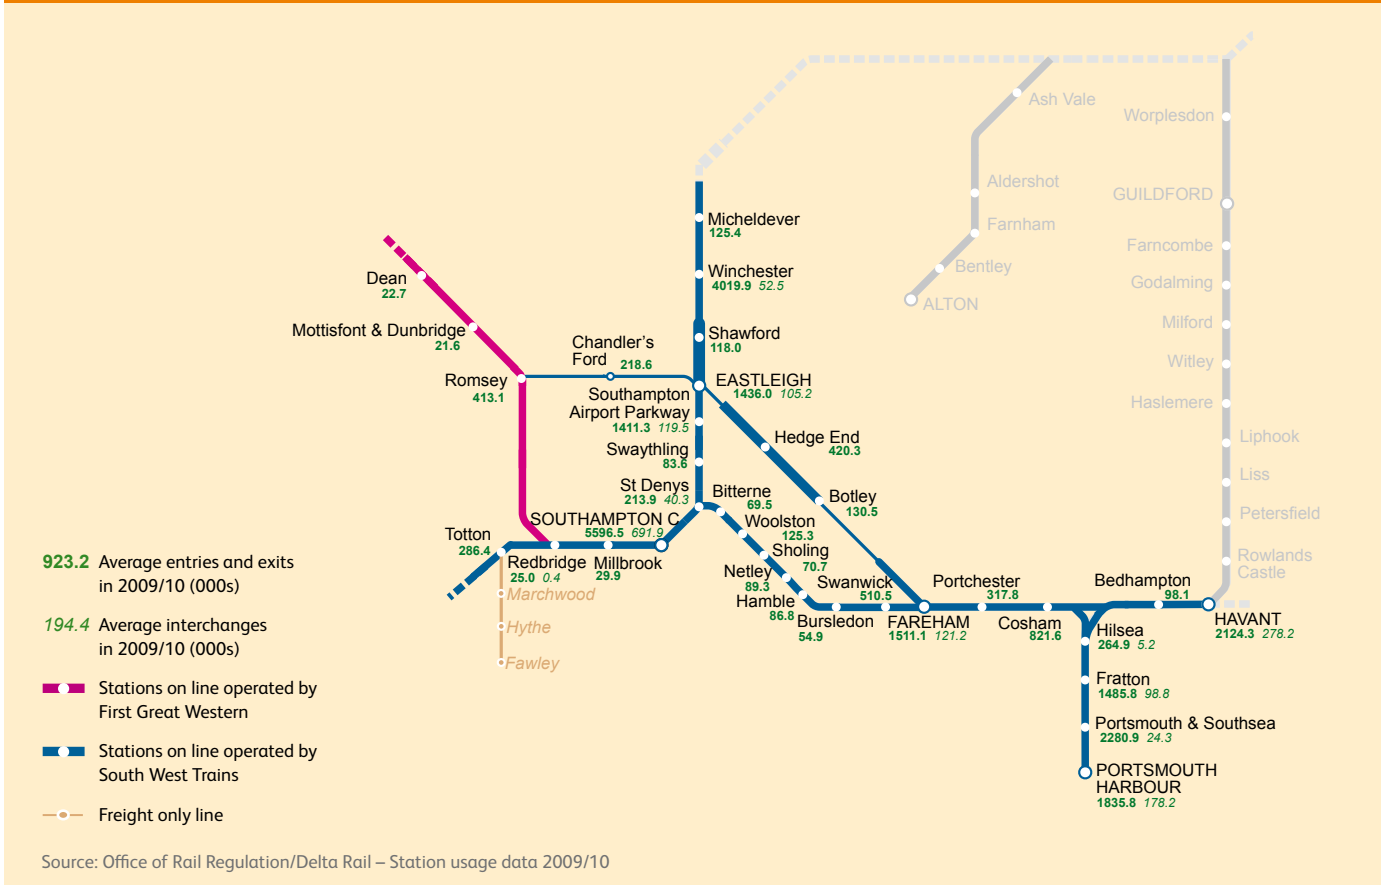 Ash Vale
Worplesdon
Aldershot
GUILDFORD
Farnham
Micheldever
125.4
Farncombe
Bentley
Winchester
4019.9 52.5
Dean
22.7
Godalming
ALTON
Mottisfont & Dunbridge
21.6
Shawford
118.0
Milford
Chandler's
Ford
218.6
Witley
Romsey
413.1
EASTLEIGH
1436.0 105.2
Southampton
Airport Parkway
1411.3 119.5
Haslemere
Hedge End
420.3
Liphook
Swaythling
83.6
Liss
St Denys
213.9 40.3
Bitterne
69.5
Botley
130.5
Petersfield
SOUTHAMPTON C
5596.5 691.9
Woolston
125.3
Totton
286.4
Sholing
70.7
Rowlands
Castle
Redbridge
25.0 0.4
Millbrook
29.9
Netley
89.3
Swanwick
510.5
Portchester
317.8
Bedhampton
98.1
Marchwood
Hamble
86.8
Bursledon
54.9
FAREHAM
1511.1 121.2
Cosham
821.6
HAVANT
2124.3 278.2
Hythe
Hilsea
264.9 5.2
Fawley
Fratton
1485.8 98.8
Portsmouth & Southsea
2280.9 24.3
PORTSMOUTH
HARBOUR
1835.8 178.2
923.2 Average entries and exits
in 2009/10 (000s)
194.4 Average interchanges
in 2009/10 (000s)
Stations on line operated by
First Great Western
Stations on line operated by
South West Trains
Freight only line
Source: Office of Rail Regulation/Delta Rail – Station usage data 2009/10